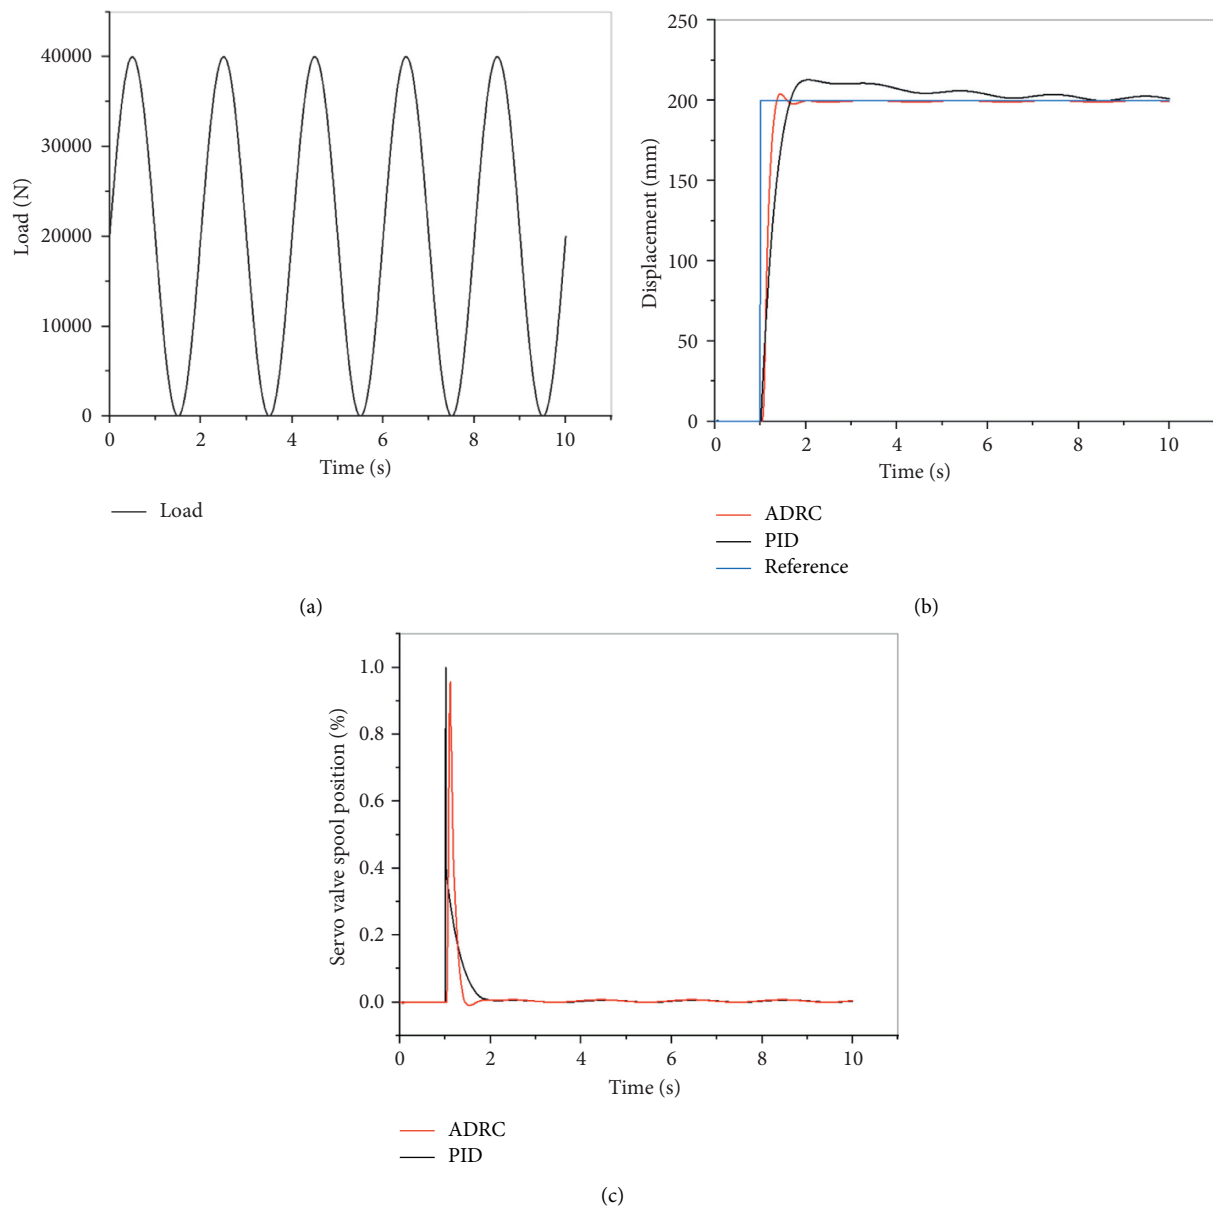 40000
30000
20000
10000
0
Load (N)
0 2 4 6 8 10
Time (s)
Load
(a)
250
200
150
100
50
0
Displacement (mm)
0 2 4 6 8 10
Time (s)
ADRC
PID
Reference
(b)
1.0
0.8
0.6
0.4
0.2
0.0
Servo valve spool position (%)
0 2 4 6 8 10
Time (s)
ADRC
PID
(c)